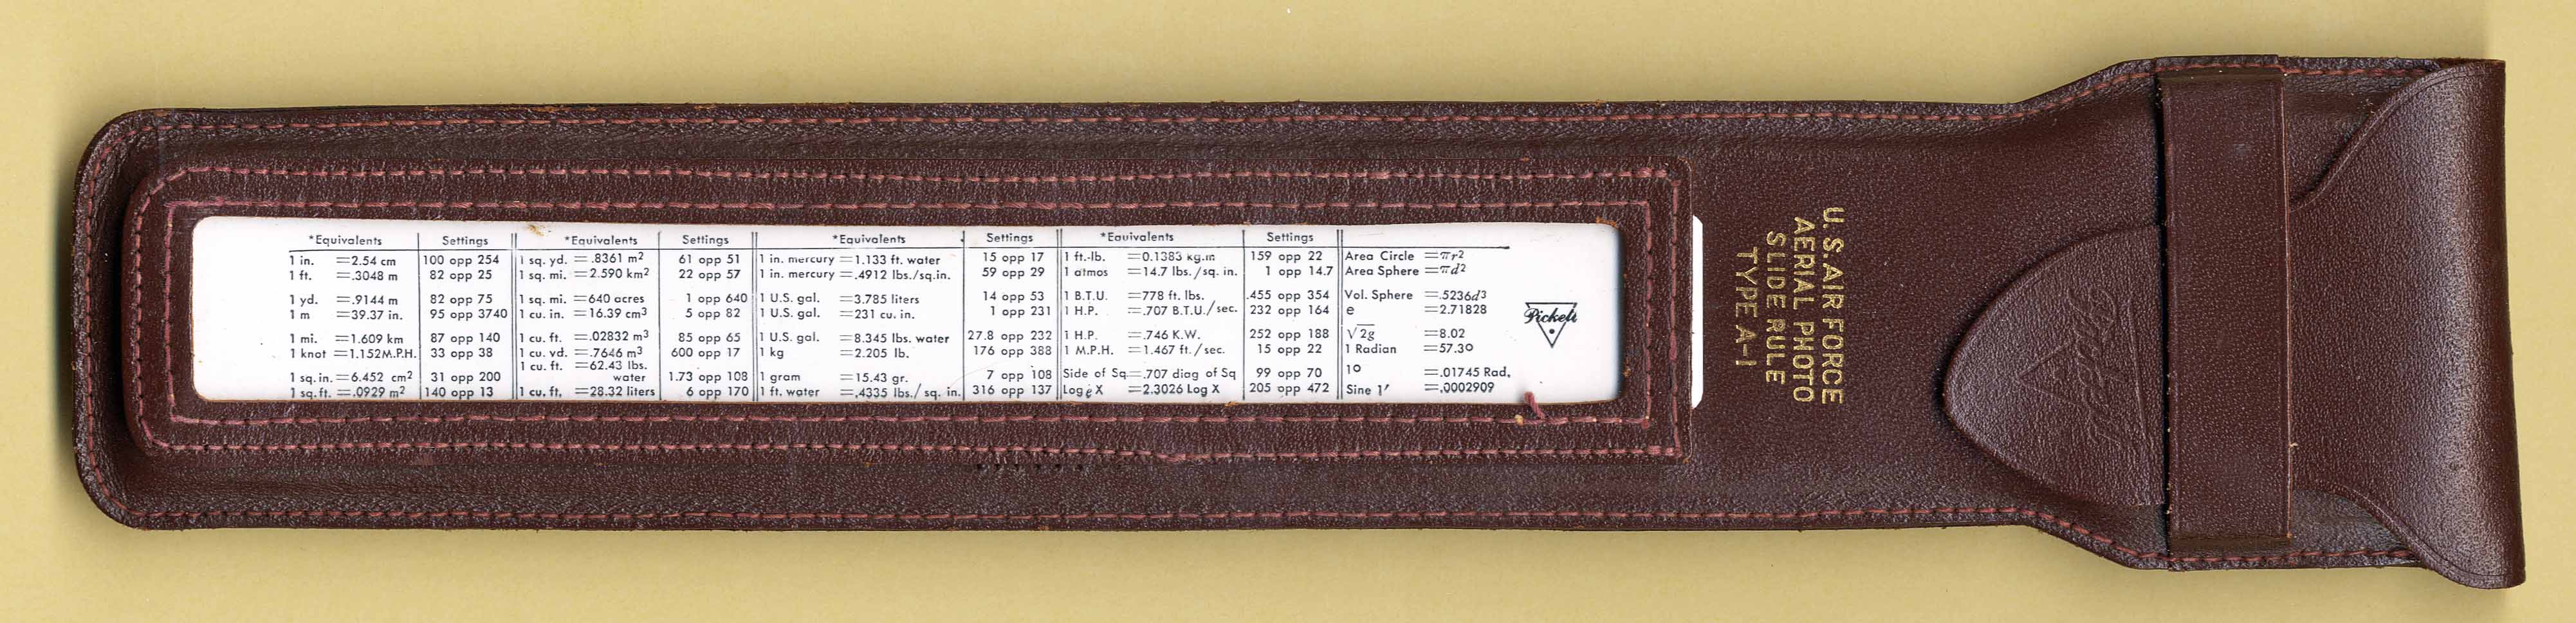 *Equivalents Settings *Equivalents Settings *Equivalents Settings *Equivalents Settings
1 in. =2.54 cm 100 opp 254 1 sq. yd. =.8361 m² 61 opp 51 1 in. mercury =1.133 ft. water 15 opp 17 1 ft.-lb. =0.1383 kg.m 159 opp 22 Area Circle =πr²
1 ft. =.3048 m 82 opp 25 1 sq. mi. =2.590 km² 22 opp 57 1 in. mercury =.4912 lbs./sq.in. 59 opp 29 1 atmos =14.7 lbs./sq. in. 1 opp 14.7 Area Sphere =πd²
1 yd. =.9144 m 82 opp 75 1 sq. mi. =640 acres 1 opp 640 1 U.S. gal. =3.785 liters 14 opp 53 1 B.T.U. =778 ft. lbs. .455 opp 354 Vol. Sphere =.5236d³
1 m =39.37 in. 95 opp 3740 1 cu. in. =16.39 cm³ 5 opp 82 1 U.S. gal. =231 cu. in. 1 opp 231 1 H.P. =.707 B.T.U./sec. 232 opp 164 e =2.71828
1 mi. =1.609 km 87 opp 140 1 cu. ft. =.02832 m³ 85 opp 65 1 U.S. gal. =8.345 lbs. water 27.8 opp 232 1 H.P. =.746 K.W. 252 opp 188 √2g =8.02
1 knot =1.152M.P.H. 33 opp 38 1 cu. yd. =.7646 m³ 600 opp 17 1 kg =2.205 lb. 176 opp 388 1 M.P.H. =1.467 ft./sec. 15 opp 22 1 Radian =57.3º
1 cu. ft. =62.43 lbs.
1 sq.in.=6.452 cm² 31 opp 200 water 1.73 opp 108 1 gram =15.43 gr. 7 opp 108 Side of Sq.=.707 diag of Sq 99 opp 70 1º =.01745 Rad.
1 sq.ft. =.0929 m² 140 opp 13 1 cu. ft. =28.32 liters 6 opp 170 1 ft. water =.4335 lbs./sq. in. 316 opp 137 Log e X =2.3026 Log X 205 opp 472 Sine 1′ =.0002909
Pickett
U.S. AIR FORCE
AERIAL PHOTO
SLIDE RULE
TYPE A-1
Pickett